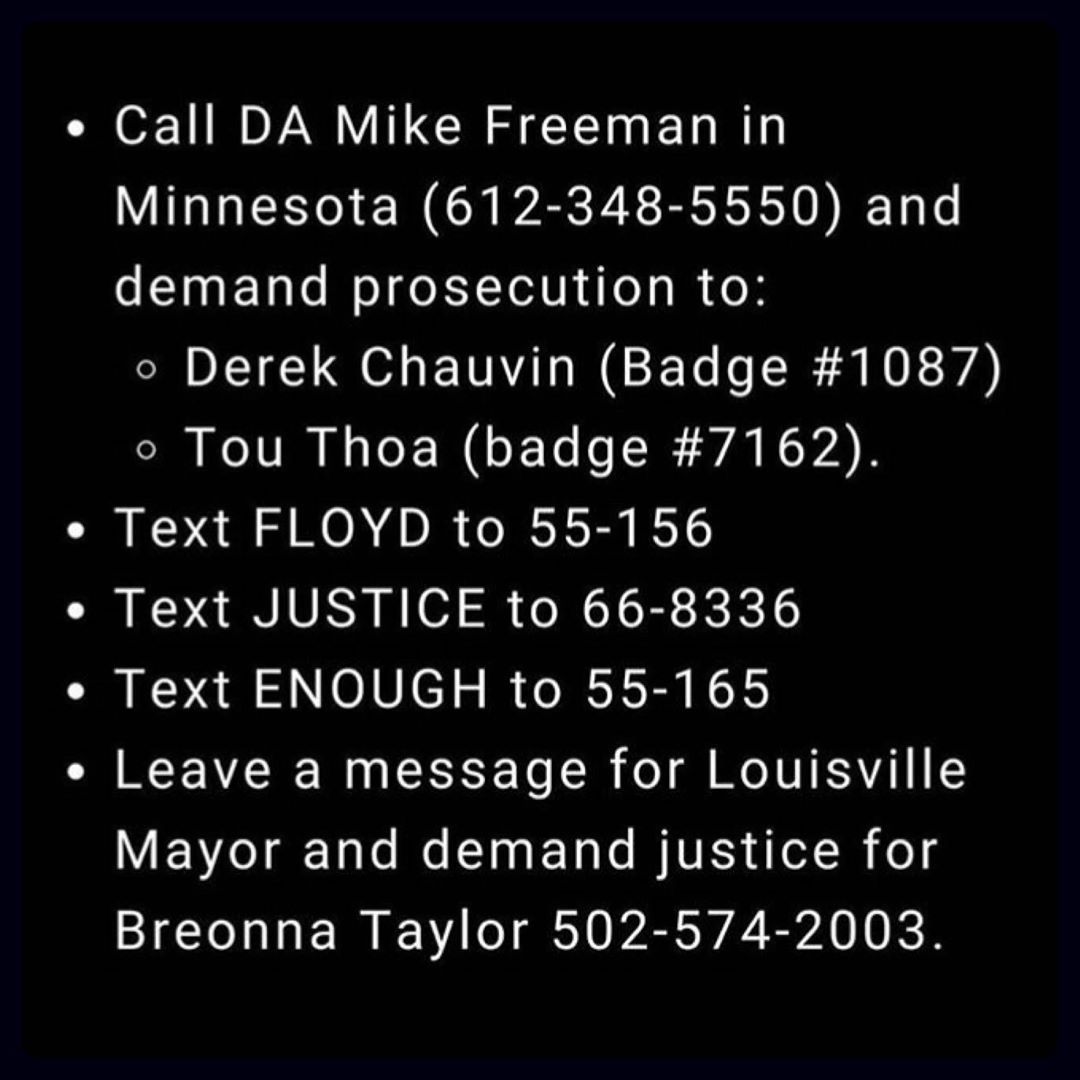 • Call DA Mike Freeman in
Minnesota (612-348-5550) and
demand prosecution to:
◦ Derek Chauvin (Badge #1087)
◦ Tou Thoa (badge #7162).
• Text FLOYD to 55-156
• Text JUSTICE to 66-8336
• Text ENOUGH to 55-165
• Leave a message for Louisville
Mayor and demand justice for
Breonna Taylor 502-574-2003.